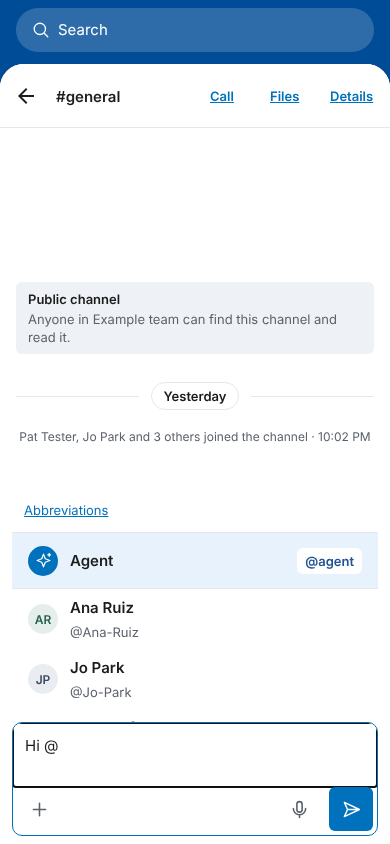 Search
#general
Call
Files
Details
Public channel
Anyone in Example team can find this channel and
read it.
Yesterday
Pat Tester, Jo Park and 3 others joined the channel · 10:02 PM
Abbreviations
Agent
@agent
AR
Ana Ruiz
@Ana-Ruiz
JP
Jo Park
@Jo-Park
Hi @